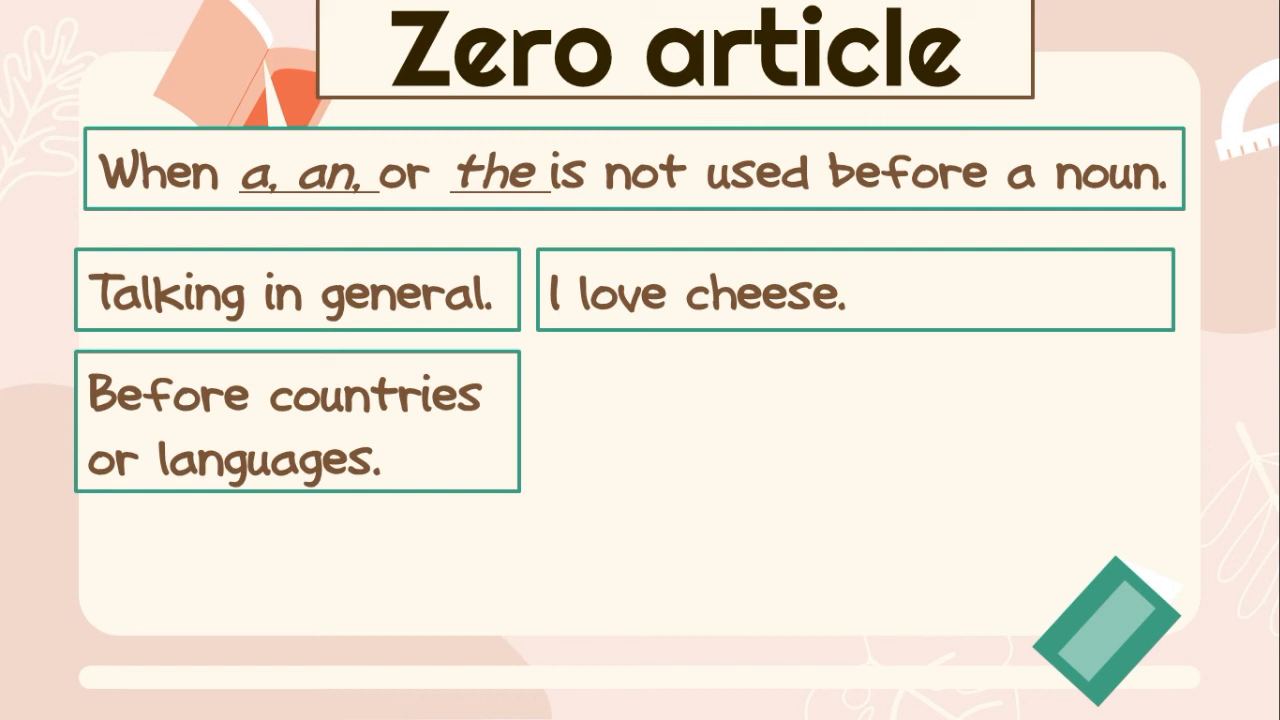 Zero article
When a, an, or the is not used before a noun.
Talking in general.
I love cheese.
Before countries
or languages.